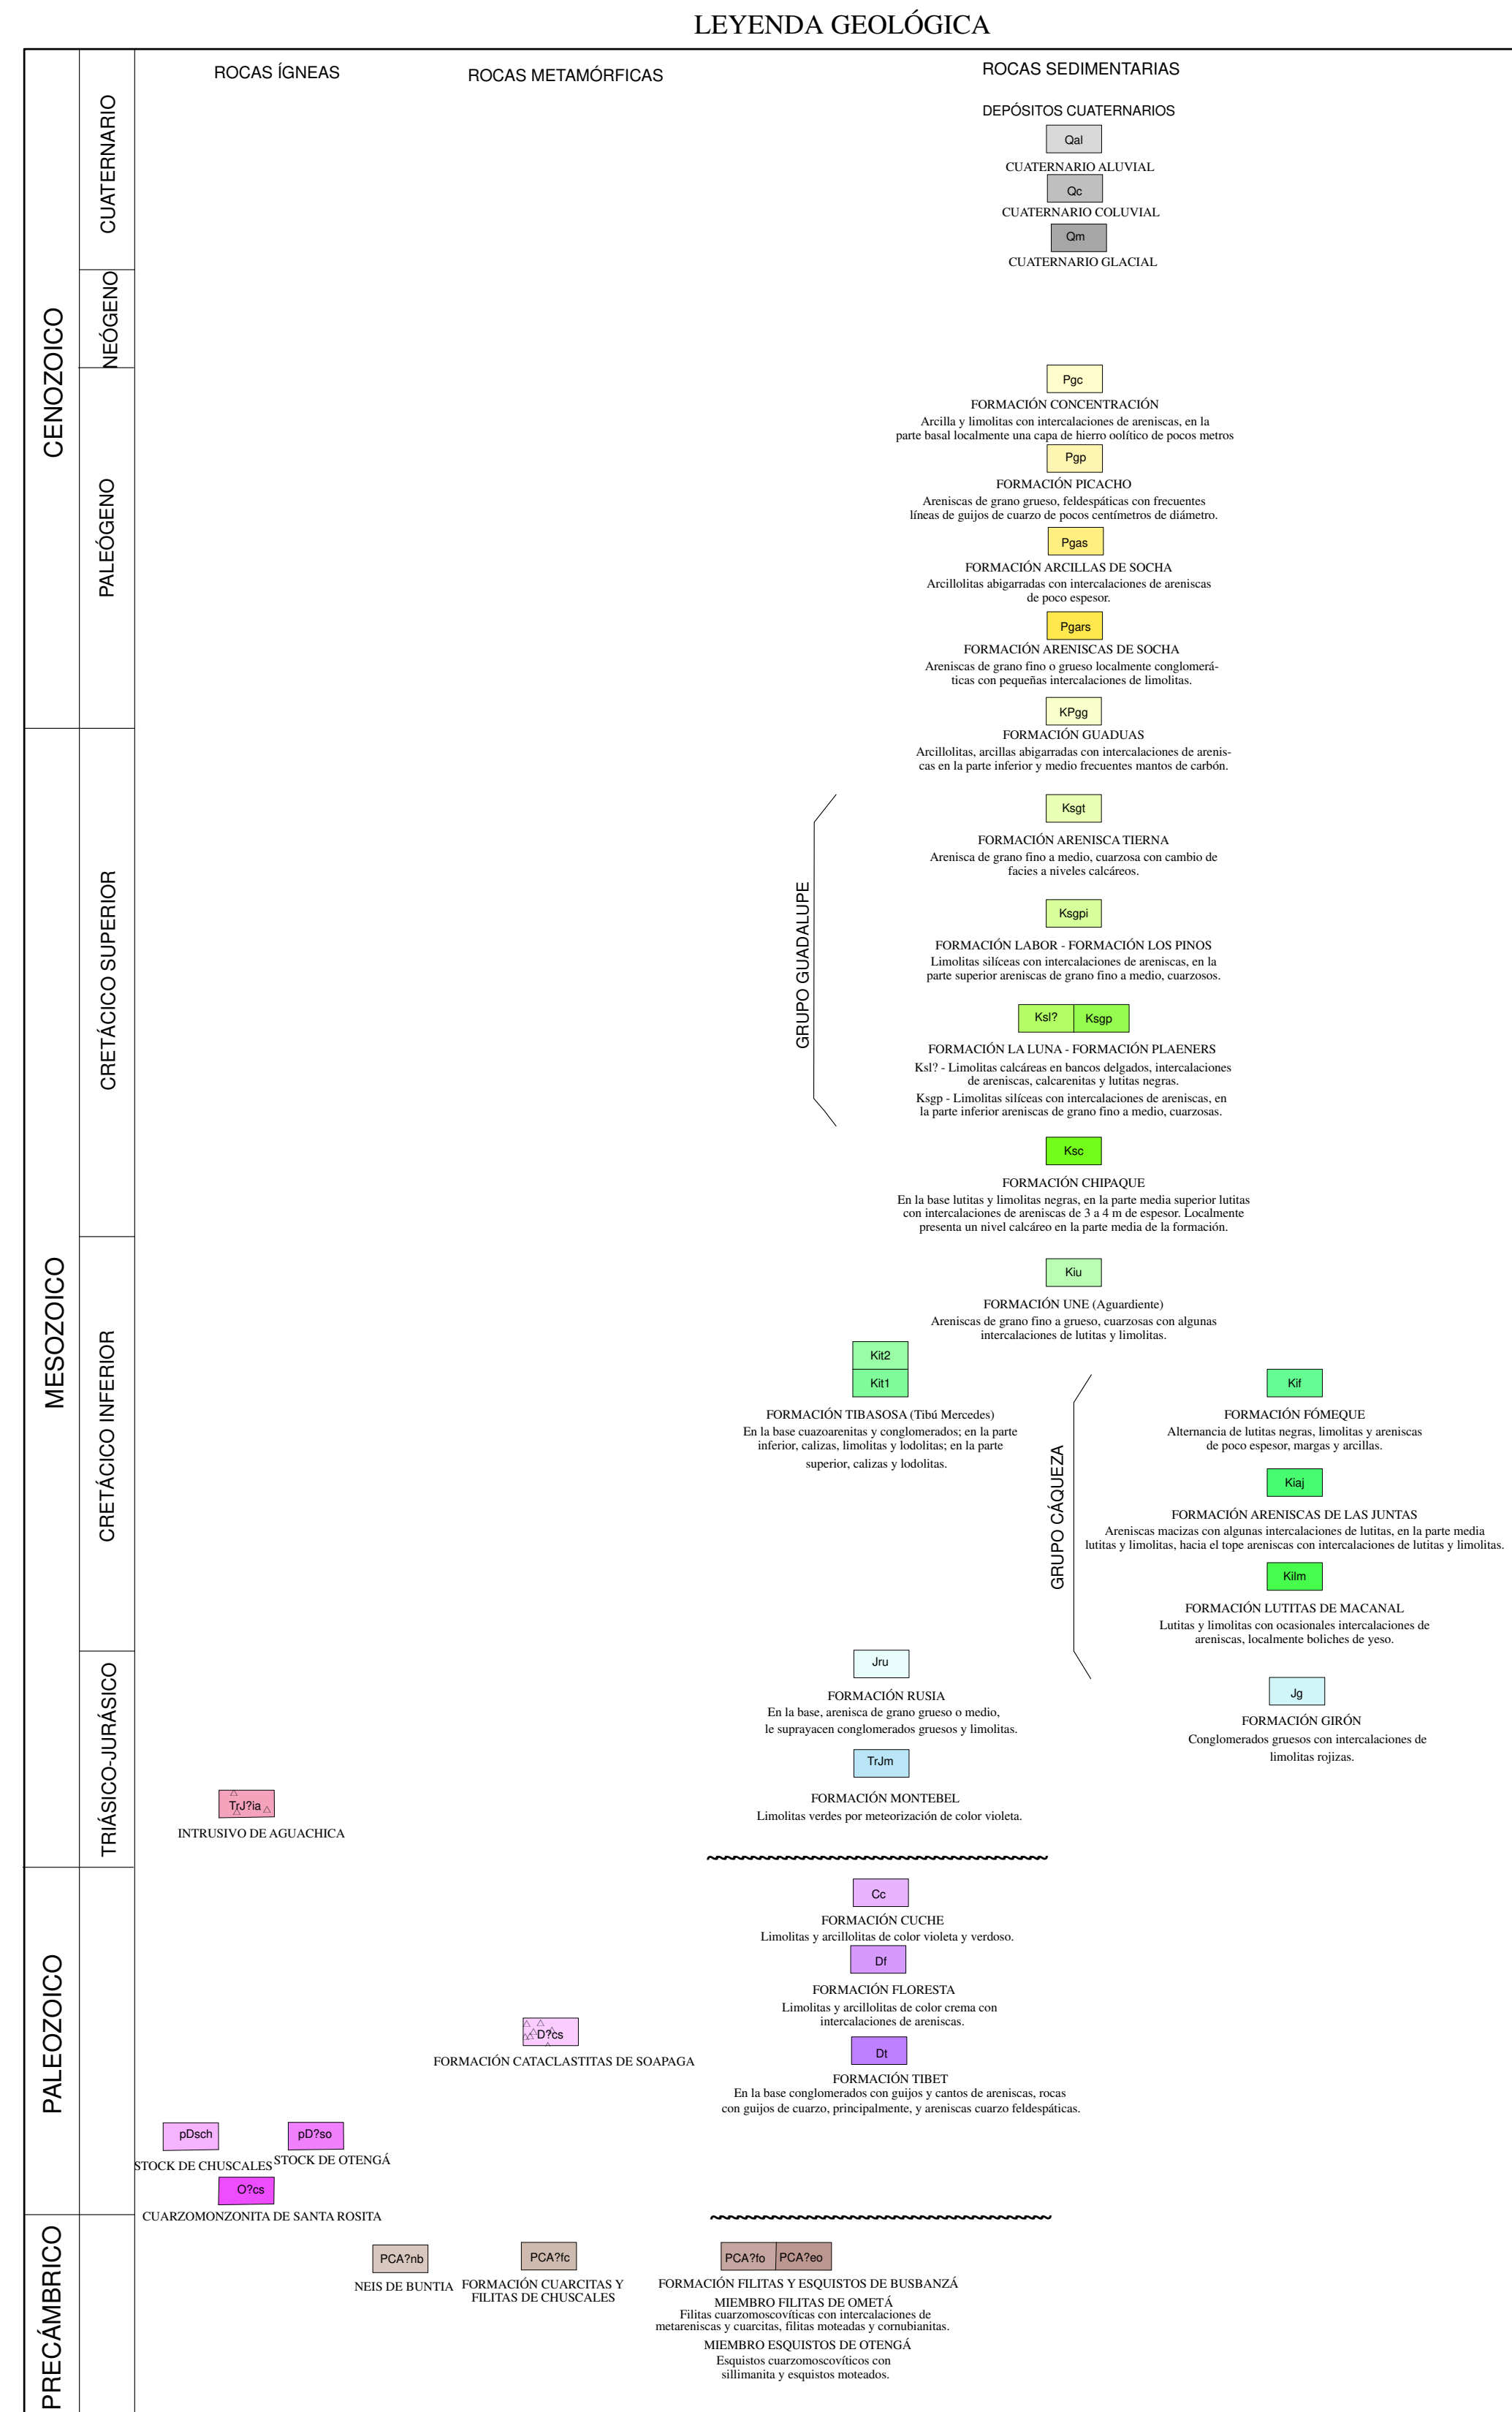 LEYENDA GEOLÓGICA
ROCAS ÍGNEAS
ROCAS METAMÓRFICAS
ROCAS SEDIMENTARIAS
CENOZOICO
CUATERNARIO
DEPÓSITOS CUATERNARIOS
Qal
CUATERNARIO ALUVIAL
Qc
CUATERNARIO COLUVIAL
Qm
CUATERNARIO GLACIAL
NEÓGENO
PALEÓGENO
Pgc
FORMACIÓN CONCENTRACIÓN
Arcilla y limolitas con intercalaciones de areniscas, en la
parte basal localmente una capa de hierro oolítico de pocos metros
Pgp
FORMACIÓN PICACHO
Areniscas de grano grueso, feldespáticas con frecuentes
líneas de guijos de cuarzo de pocos centímetros de diámetro.
Pgas
FORMACIÓN ARCILLAS DE SOCHA
Arcillolitas abigarradas con intercalaciones de areniscas
de poco espesor.
Pgars
FORMACIÓN ARENISCAS DE SOCHA
Areniscas de grano fino o grueso localmente conglomerá-
ticas con pequeñas intercalaciones de limolitas.
KPgg
FORMACIÓN GUADUAS
Arcillolitas, arcillas abigarradas con intercalaciones de arenis-
cas en la parte inferior y medio frecuentes mantos de carbón.
MESOZOICO
CRETÁCICO SUPERIOR
GRUPO GUADALUPE
Ksgt
FORMACIÓN ARENISCA TIERNA
Arenisca de grano fino a medio, cuarzosa con cambio de
facies a niveles calcáreos.
Ksgpi
FORMACIÓN LABOR - FORMACIÓN LOS PINOS
Limolitas silíceas con intercalaciones de areniscas, en la
parte superior areniscas de grano fino a medio, cuarzosos.
Ksl? Ksgp
FORMACIÓN LA LUNA - FORMACIÓN PLAENERS
Ksl? - Limolitas calcáreas en bancos delgados, intercalaciones
de areniscas, calcarenitas y lutitas negras.
Ksgp - Limolitas silíceas con intercalaciones de areniscas, en
la parte inferior areniscas de grano fino a medio, cuarzosas.
Ksc
FORMACIÓN CHIPAQUE
En la base lutitas y limolitas negras, en la parte media superior lutitas
con intercalaciones de areniscas de 3 a 4 m de espesor. Localmente
presenta un nivel calcáreo en la parte media de la formación.
CRETÁCICO INFERIOR
Kiu
FORMACIÓN UNE (Aguardiente)
Areniscas de grano fino a grueso, cuarzosas con algunas
intercalaciones de lutitas y limolitas.
Kit2
Kit1
FORMACIÓN TIBASOSA (Tibú Mercedes)
En la base cuazoarenitas y conglomerados; en la parte
inferior, calizas, limolitas y lodolitas; en la parte
superior, calizas y lodolitas.
GRUPO CÁQUEZA
Kif
FORMACIÓN FÓMEQUE
Alternancia de lutitas negras, limolitas y areniscas
de poco espesor, margas y arcillas.
Kiaj
FORMACIÓN ARENISCAS DE LAS JUNTAS
Areniscas macizas con algunas intercalaciones de lutitas, en la parte media
lutitas y limolitas, hacia el tope areniscas con intercalaciones de lutitas y limolitas.
Kilm
FORMACIÓN LUTITAS DE MACANAL
Lutitas y limolitas con ocasionales intercalaciones de
areniscas, localmente boliches de yeso.
TRIÁSICO-JURÁSICO
Jru
FORMACIÓN RUSIA
En la base, arenisca de grano grueso o medio,
le suprayacen conglomerados gruesos y limolitas.
Jg
FORMACIÓN GIRÓN
Conglomerados gruesos con intercalaciones de
limolitas rojizas.
TrJm
FORMACIÓN MONTEBEL
Limolitas verdes por meteorización de color violeta.
TrJ?ia
INTRUSIVO DE AGUACHICA
PALEOZOICO
Cc
FORMACIÓN CUCHE
Limolitas y arcillolitas de color violeta y verdoso.
Df
FORMACIÓN FLORESTA
Limolitas y arcillolitas de color crema con
intercalaciones de areniscas.
D?cs
FORMACIÓN CATACLASTITAS DE SOAPAGA
Dt
FORMACIÓN TIBET
En la base conglomerados con guijos y cantos de areniscas, rocas
con guijos de cuarzo, principalmente, y areniscas cuarzo feldespáticas.
pDsch
STOCK DE CHUSCALES
pD?so
STOCK DE OTENGÁ
O?cs
CUARZOMONZONITA DE SANTA ROSITA
PRECÁMBRICO
PCA?nb
NEIS DE BUNTIA
PCA?fc
FORMACIÓN CUARCITAS Y
FILITAS DE CHUSCALES
PCA?fo PCA?eo
FORMACIÓN FILITAS Y ESQUISTOS DE BUSBANZÁ
MIEMBRO FILITAS DE OMETÁ
Filitas cuarzomoscovíticas con intercalaciones de
metareniscas y cuarcitas, filitas moteadas y cornubianitas.
MIEMBRO ESQUISTOS DE OTENGÁ
Esquistos cuarzomoscovíticos con
sillimanita y esquistos moteados.